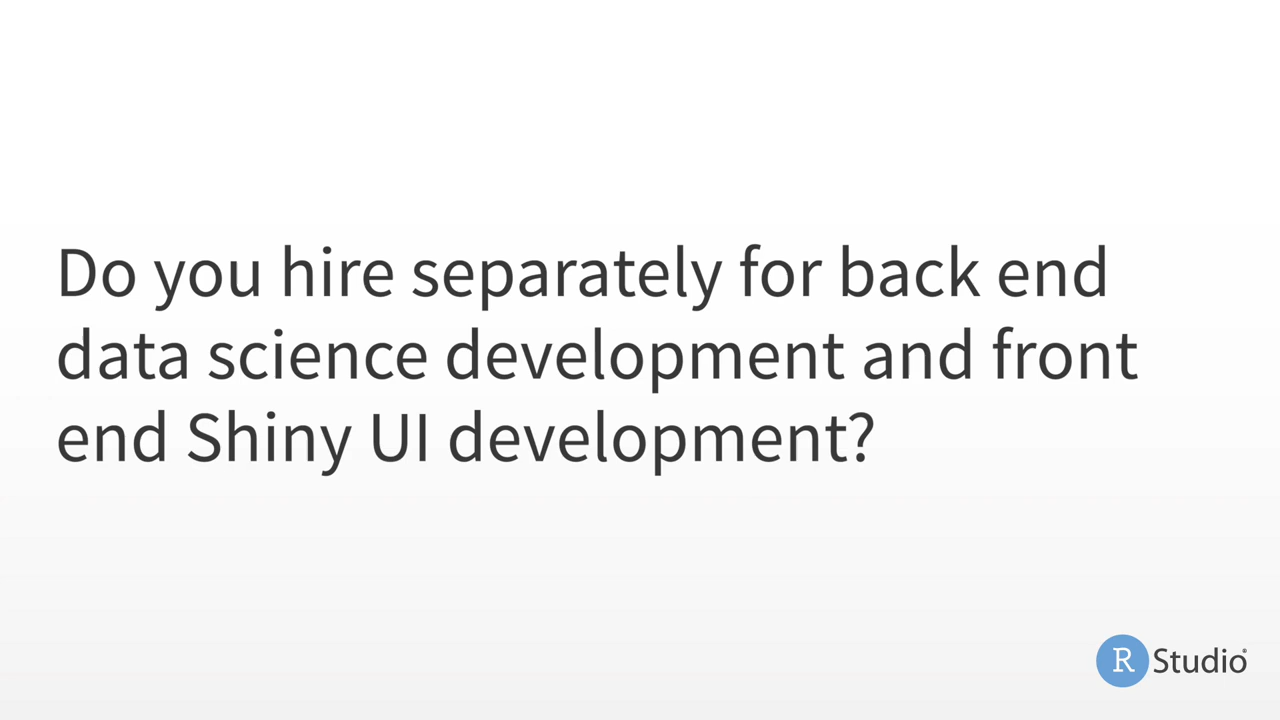 Do you hire separately for back end
data science development and front
end Shiny UI development?
R Studio®